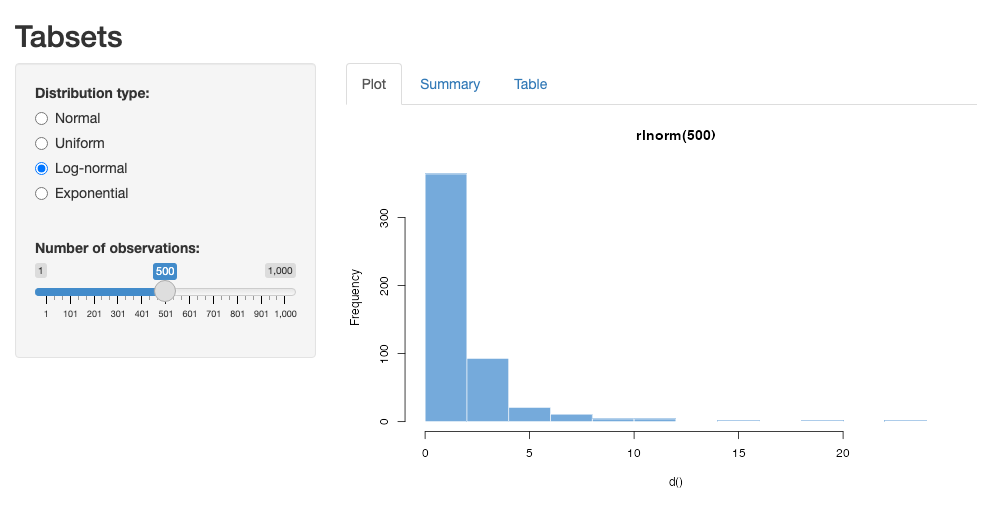 Tabsets
Distribution type:
Normal
Uniform
Log-normal
Exponential
Number of observations:
1 500 1,000
1 101 201 301 401 501 601 701 801 901 1,000
Plot Summary Table
rlnorm(500)
Frequency
300
200
100
0
0 5 10 15 20
d()